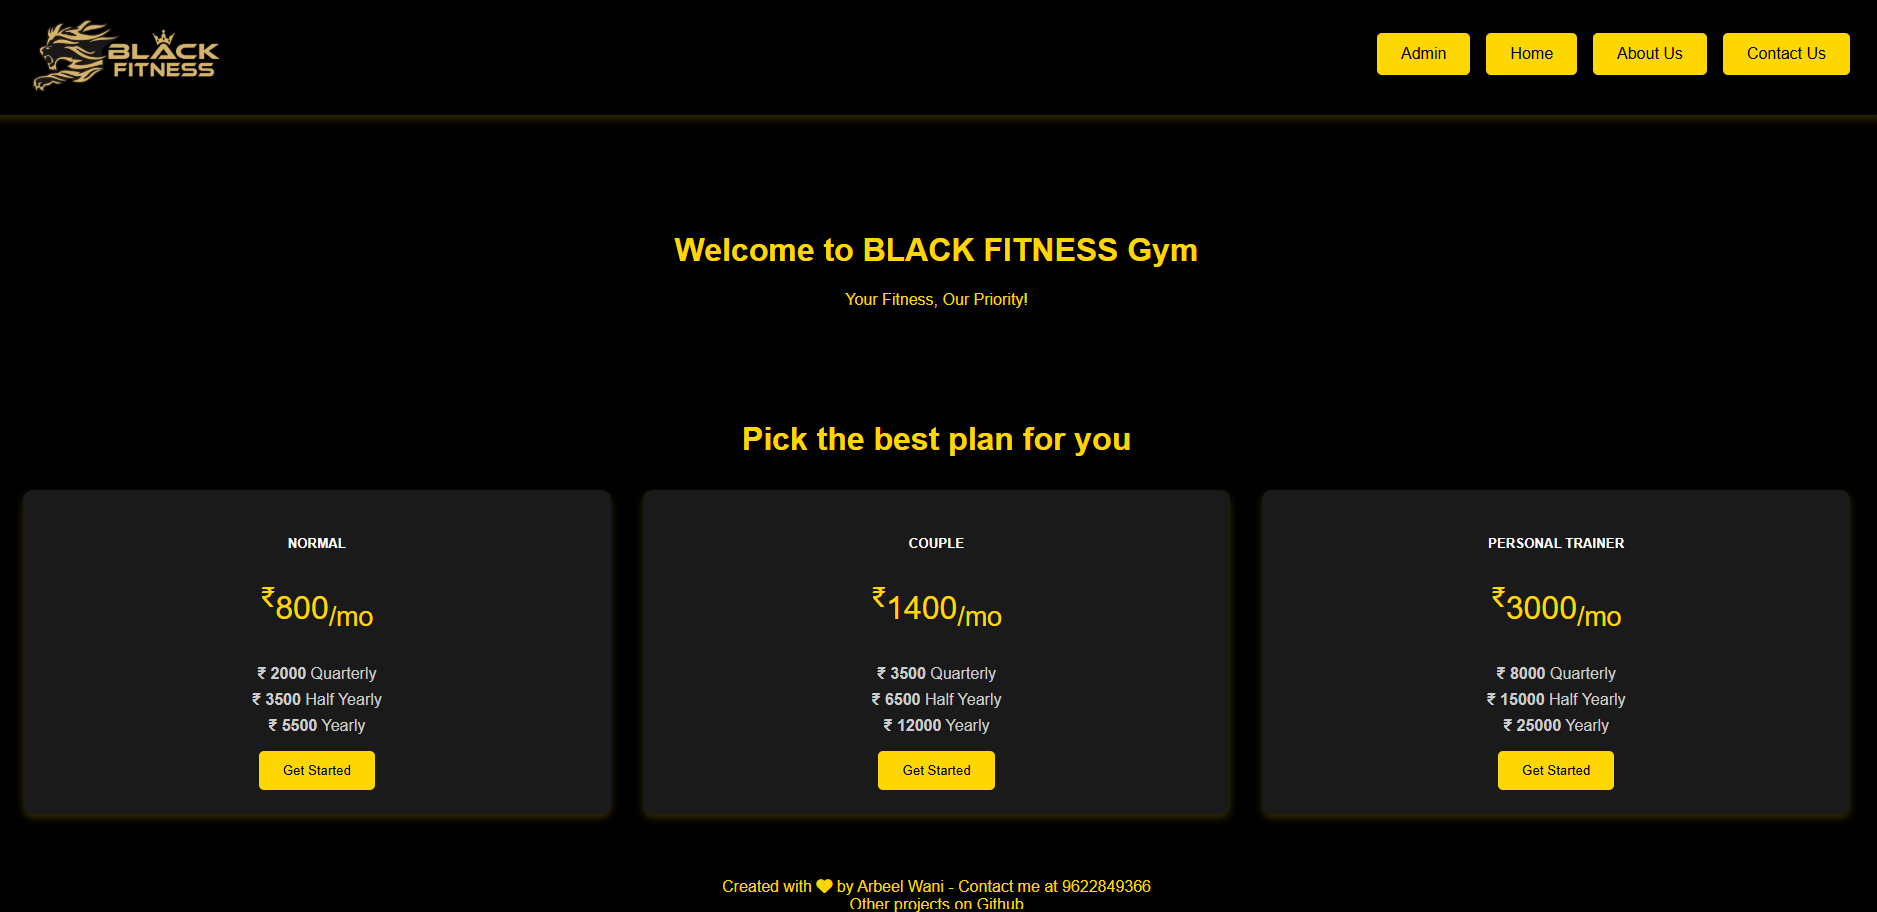 BLACK
FITNESS
Admin Home About Us Contact Us
Welcome to BLACK FITNESS Gym
Your Fitness, Our Priority!
Pick the best plan for you
NORMAL
₹800/mo
₹ 2000 Quarterly
₹ 3500 Half Yearly
₹ 5500 Yearly
Get Started
COUPLE
₹1400/mo
₹ 3500 Quarterly
₹ 6500 Half Yearly
₹ 12000 Yearly
Get Started
PERSONAL TRAINER
₹3000/mo
₹ 8000 Quarterly
₹ 15000 Half Yearly
₹ 25000 Yearly
Get Started
Created with ♥ by Arbeel Wani - Contact me at 9622849366
Other projects on Github